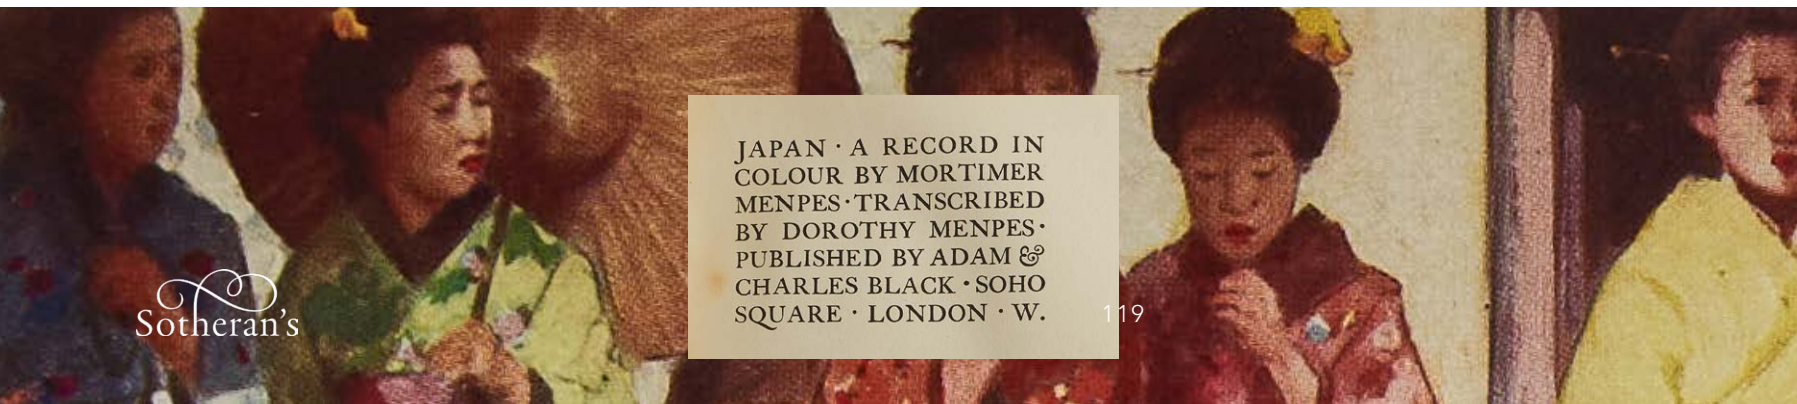 JAPAN · A RECORD IN
COLOUR BY MORTIMER
MENPES · TRANSCRIBED
BY DOROTHY MENPES ·
PUBLISHED BY ADAM &
CHARLES BLACK · SOHO
SQUARE · LONDON · W.
Sotheran's
119